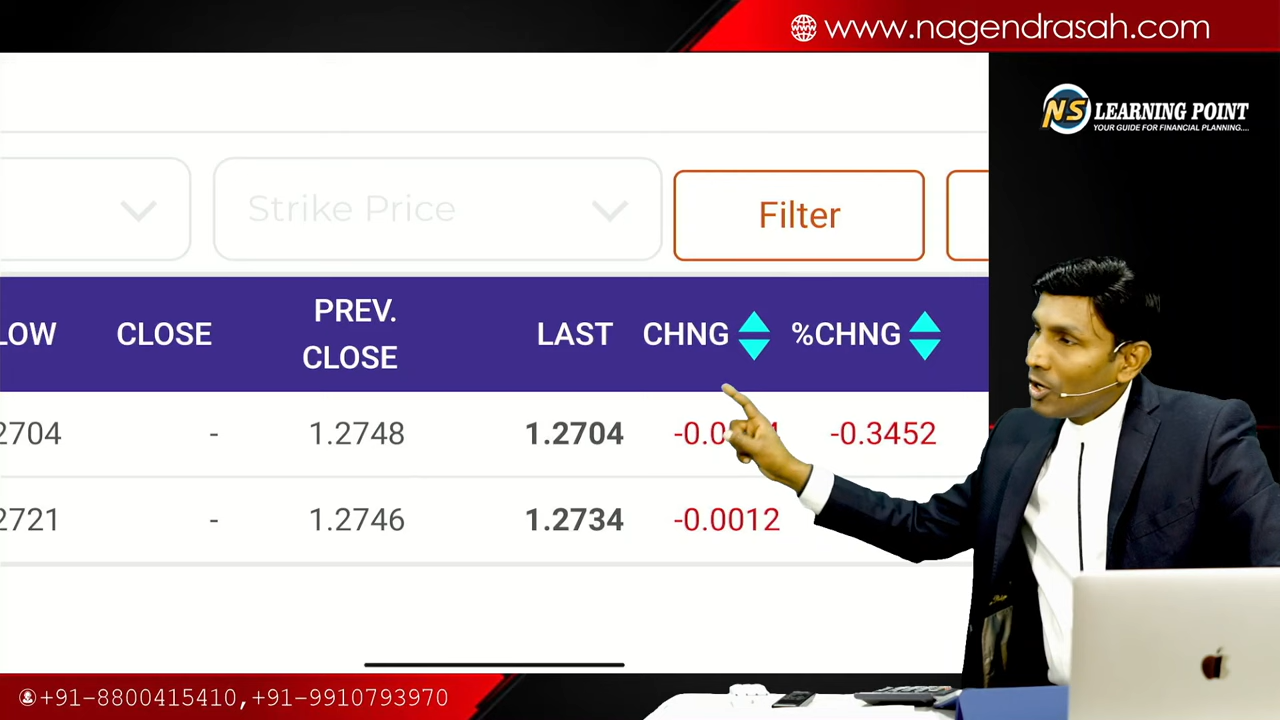 www.nagendrasah.com
NS LEARNING POINT
YOUR GUIDE FOR FINANCIAL PLANNING....
Strike Price
Filter
LOW CLOSE PREV. CLOSE LAST CHNG %CHNG
2704 - 1.2748 1.2704 -0.3452
2721 - 1.2746 1.2734 -0.0012
+91-8800415410,+91-9910793970